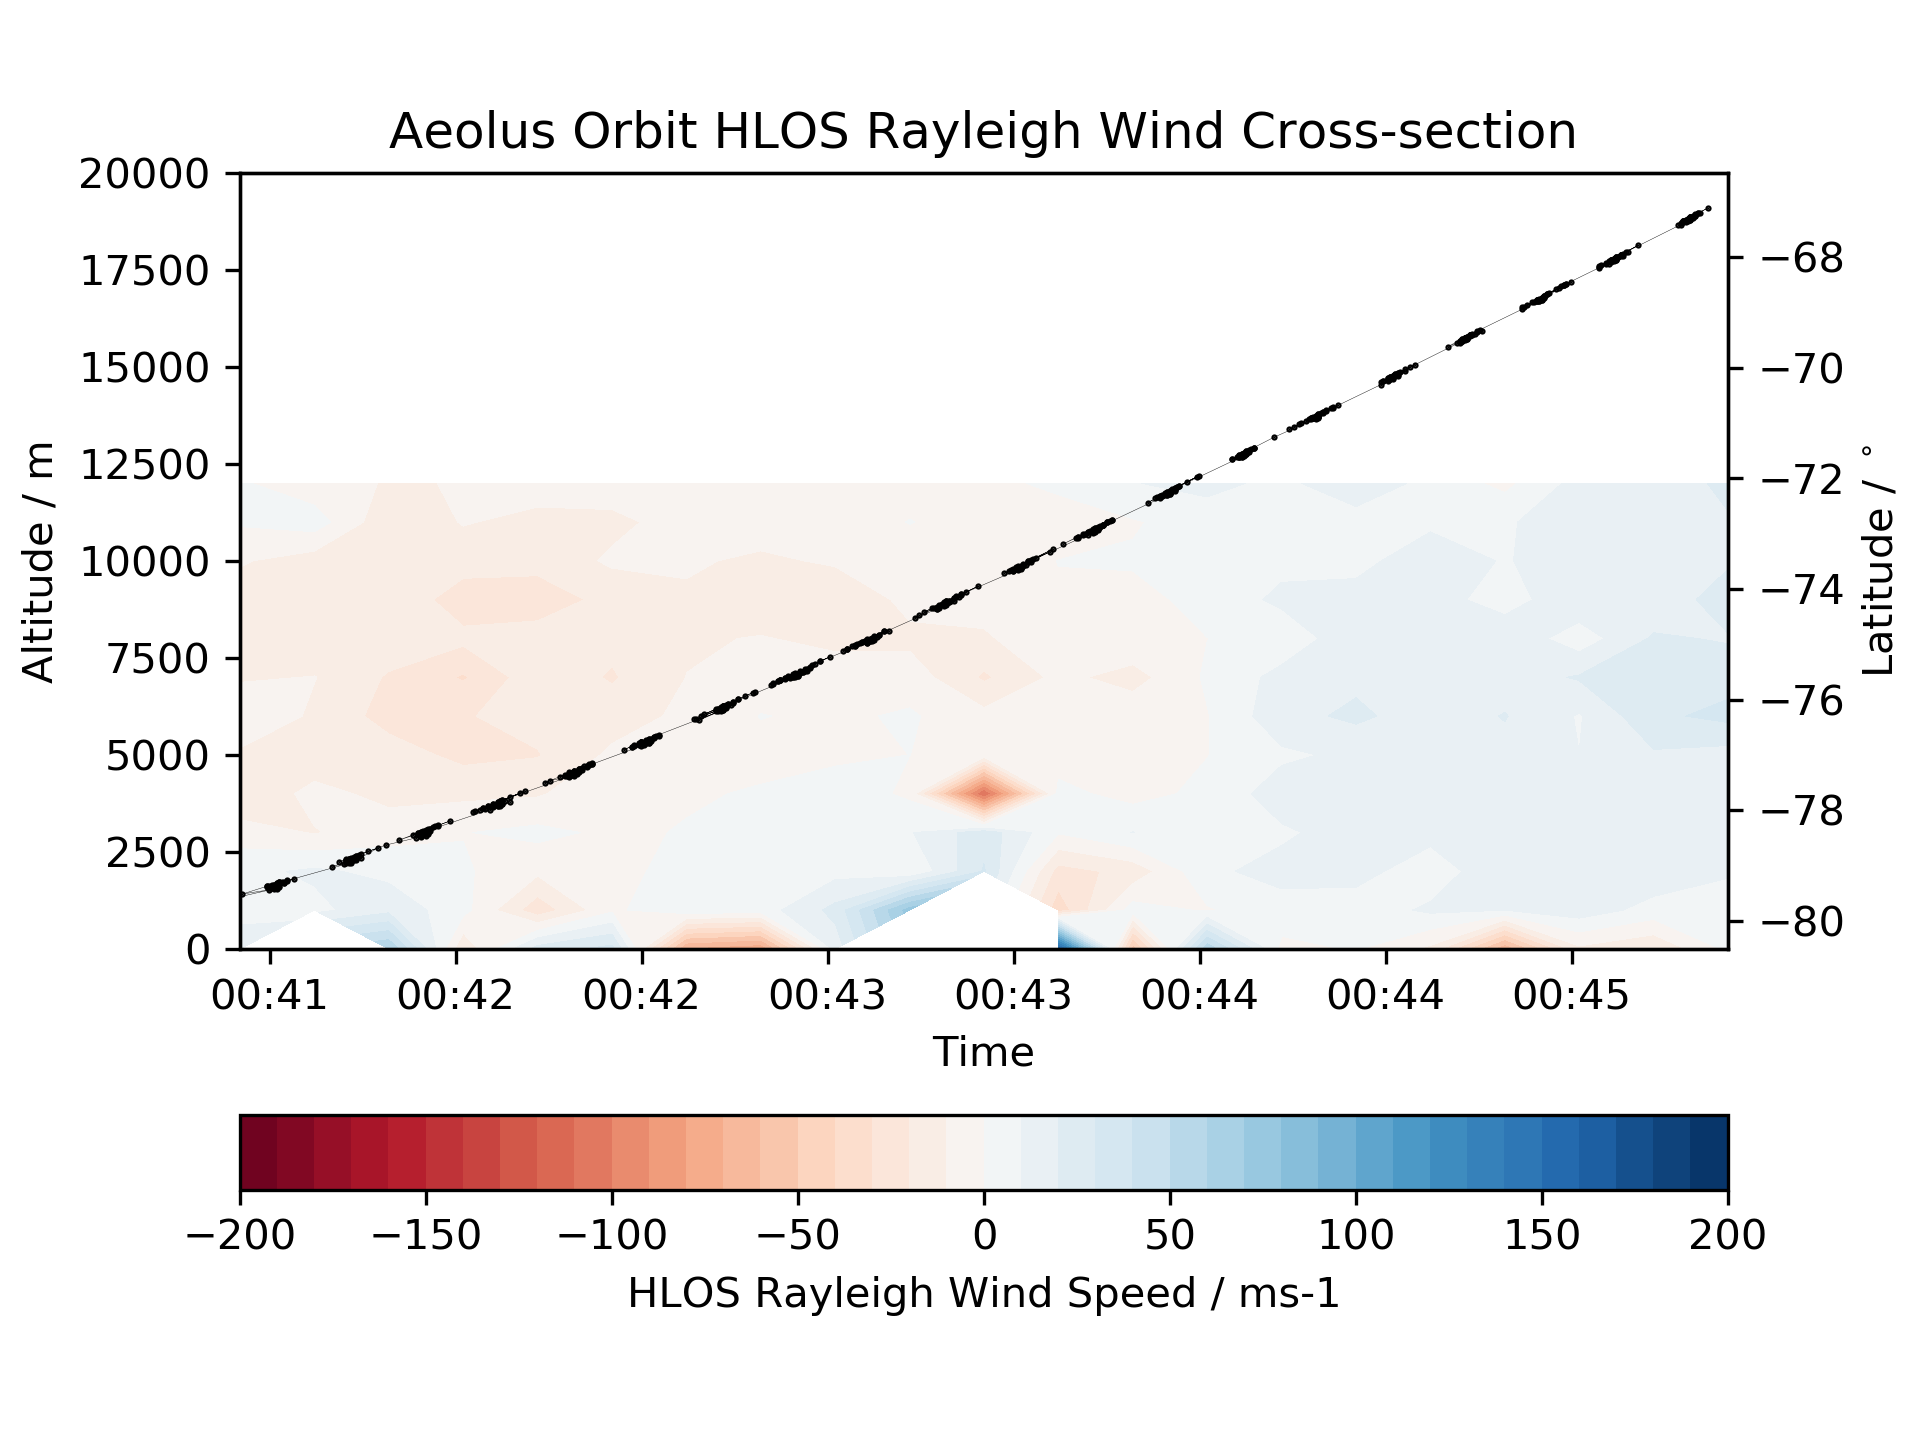 Aeolus Orbit HLOS Rayleigh Wind Cross-section
20000
17500
15000
12500
10000
7500
5000
2500
0
Altitude / m
−68
−70
−72
−74
−76
−78
−80
Latitude / °
00:41 00:42 00:42 00:43 00:43 00:44 00:44 00:45
Time
−200 −150 −100 −50 0 50 100 150 200
HLOS Rayleigh Wind Speed / ms-1